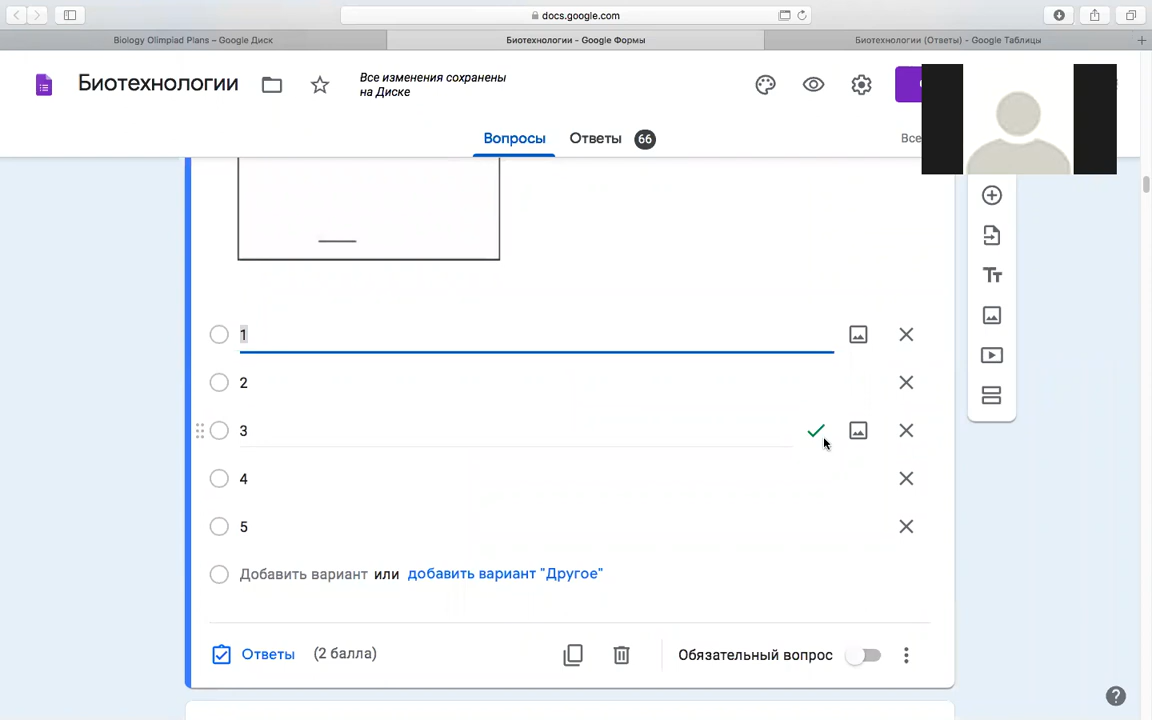 docs.google.com
Biology Olimpiad Plans – Google Диск
Биотехнологии - Google Формы
Биотехнологии (Ответы) - Google Таблицы
Биотехнологии
Все изменения сохранены
на Диске
Вопросы
Ответы 66
Все
1
2
3
4
5
Добавить вариант или добавить вариант "Другое"
Ответы (2 балла)
Обязательный вопрос